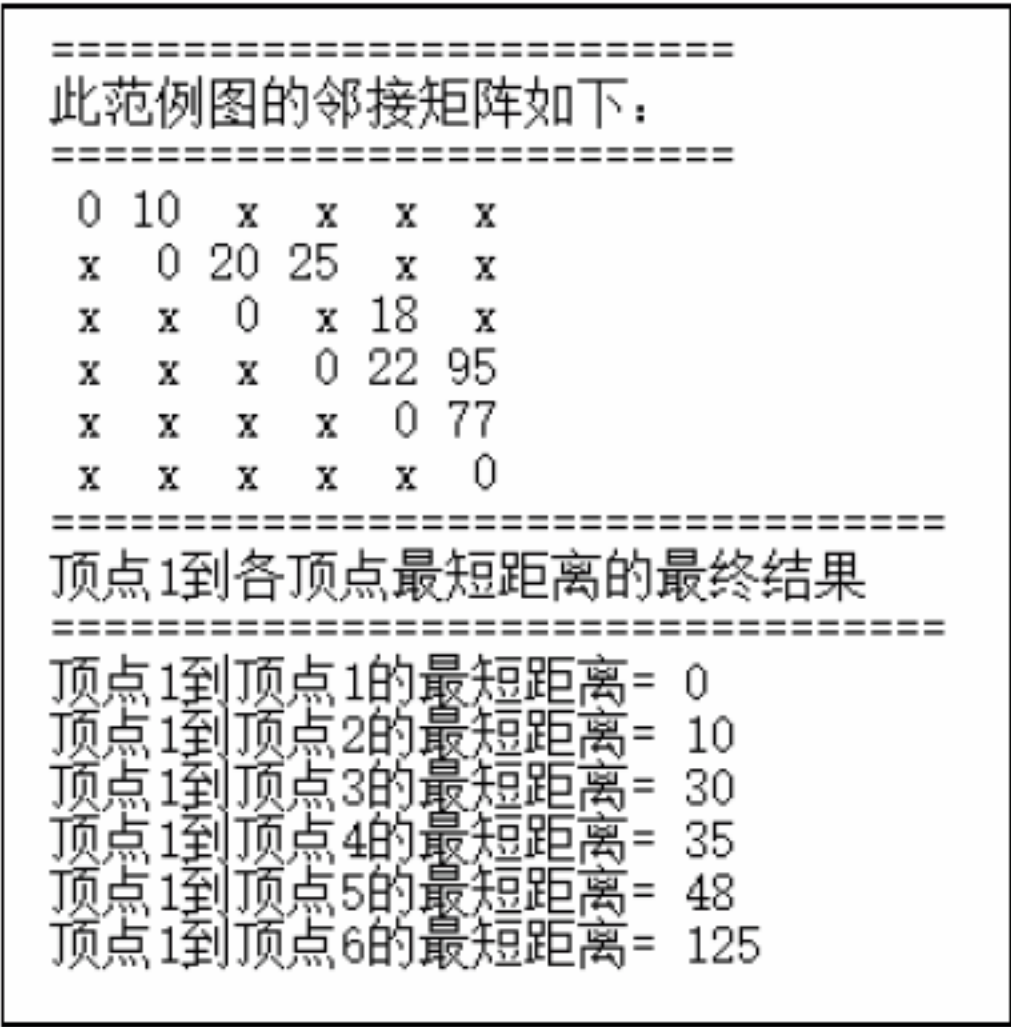 ==========================
此范例图的邻接矩阵如下：
==========================
0 10 x x x x
x 0 20 25 x x
x x 0 x 18 x
x x x 0 22 95
x x x x 0 77
x x x x x 0
==================================
顶点1到各顶点最短距离的最终结果
==================================
顶点1到顶点1的最短距离= 0
顶点1到顶点2的最短距离= 10
顶点1到顶点3的最短距离= 30
顶点1到顶点4的最短距离= 35
顶点1到顶点5的最短距离= 48
顶点1到顶点6的最短距离= 125